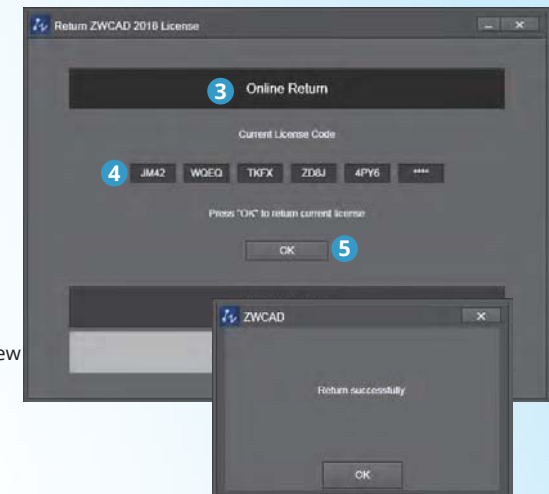 Return ZWCAD 2018 License
3 Online Return
Current License Code
4 JM42 WQEQ TKFX ZD8J 4PY6 ****
Press "OK" to return current license
OK 5
ew
ZWCAD
Return successfully
OK